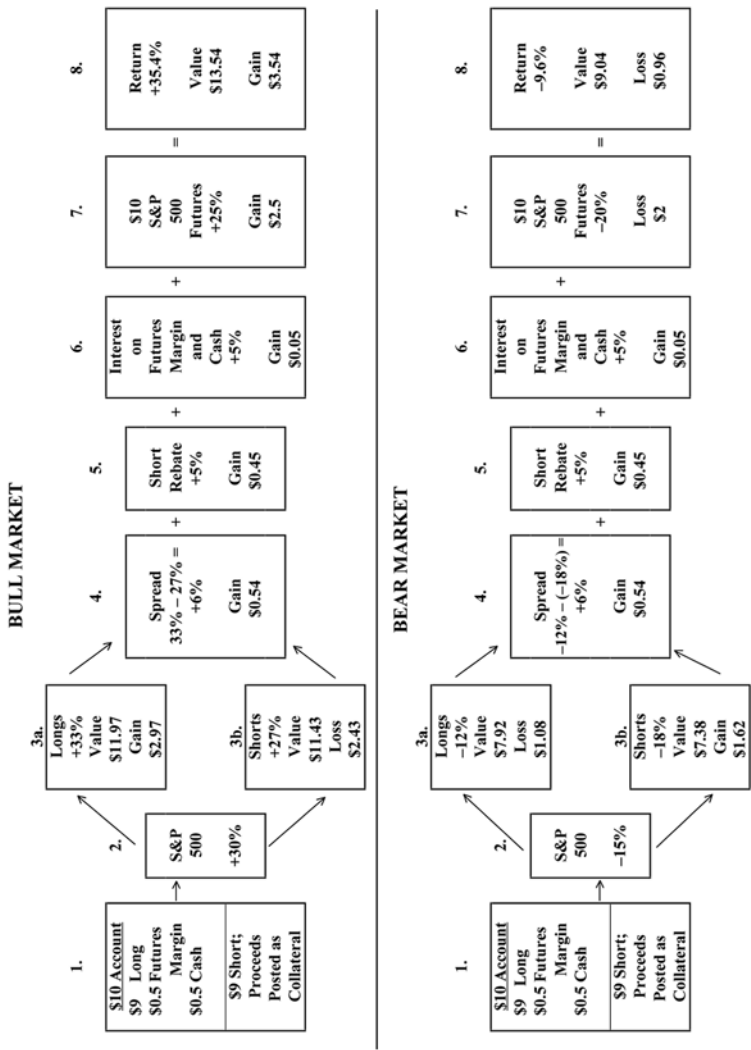 BULL MARKET
1.
$10 Account
$9 Long
$0.5 Futures
Margin
$0.5 Cash
$9 Short;
Proceeds
Posted as
Collateral
2.
S&P
500
+30%
3a.
Longs
+33%
Value
$11.97
Gain
$2.97
3b.
Shorts
+27%
Value
$11.43
Loss
$2.43
4.
Spread
33% – 27% =
+6%
Gain
$0.54
+
5.
Short
Rebate
+5%
Gain
$0.45
+
6.
Interest
on
Futures
Margin
and
Cash
+5%
Gain
$0.05
+
7.
$10
S&P
500
Futures
+25%
Gain
$2.5
=
8.
Return
+35.4%
Value
$13.54
Gain
$3.54
BEAR MARKET
1.
$10 Account
$9 Long
$0.5 Futures
Margin
$0.5 Cash
$9 Short;
Proceeds
Posted as
Collateral
2.
S&P
500
–15%
3a.
Longs
–12%
Value
$7.92
Loss
$1.08
3b.
Shorts
–18%
Value
$7.38
Gain
$1.62
4.
Spread
–12% – (–18%) =
+6%
Gain
$0.54
+
5.
Short
Rebate
+5%
Gain
$0.45
+
6.
Interest
on
Futures
Margin
and
Cash
+5%
Gain
$0.05
+
7.
$10
S&P
500
Futures
–20%
Loss
$2
=
8.
Return
–9.6%
Value
$9.04
Loss
$0.96